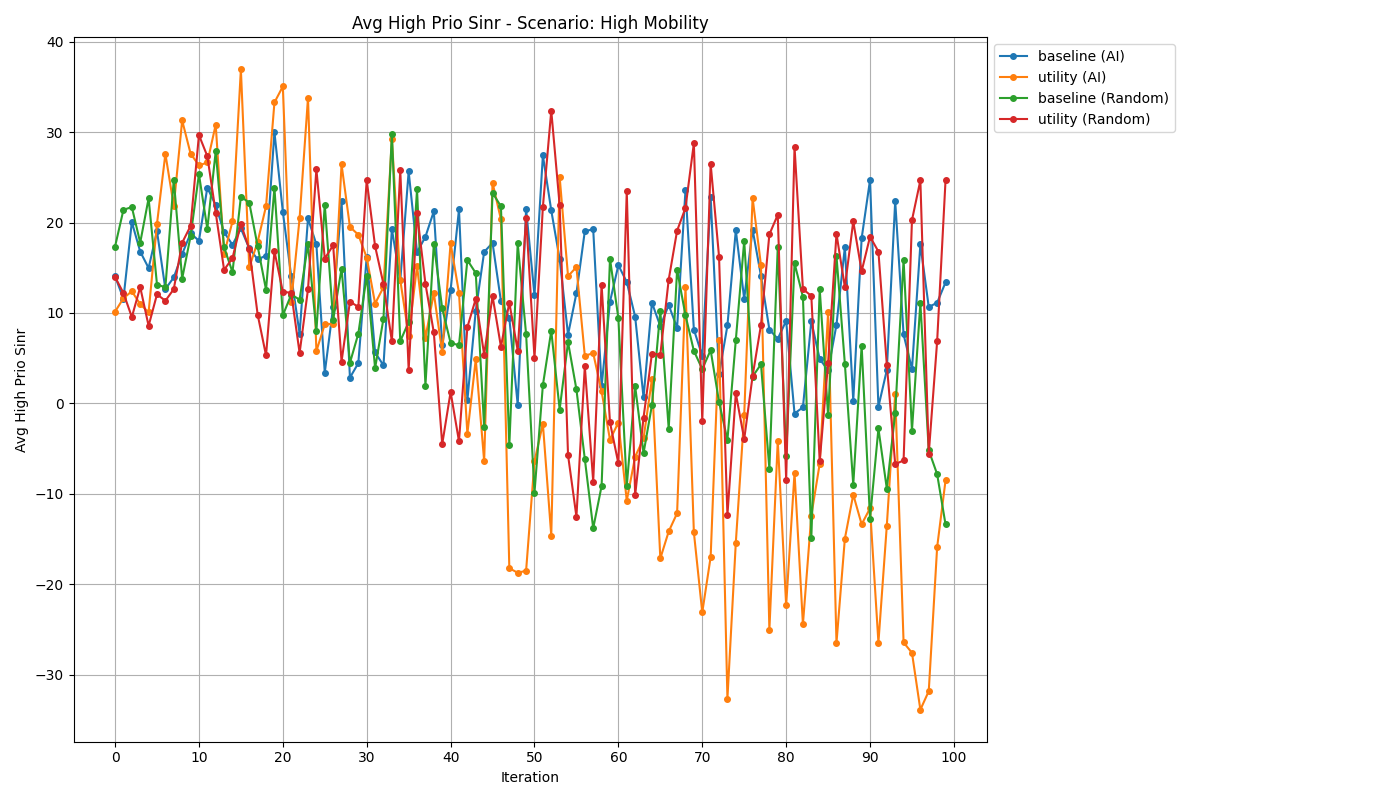 Avg High Prio Sinr - Scenario: High Mobility
40
30
20
10
0
−10
−20
−30
Avg High Prio Sinr
0 10 20 30 40 50 60 70 80 90 100
Iteration
baseline (AI)
utility (AI)
baseline (Random)
utility (Random)